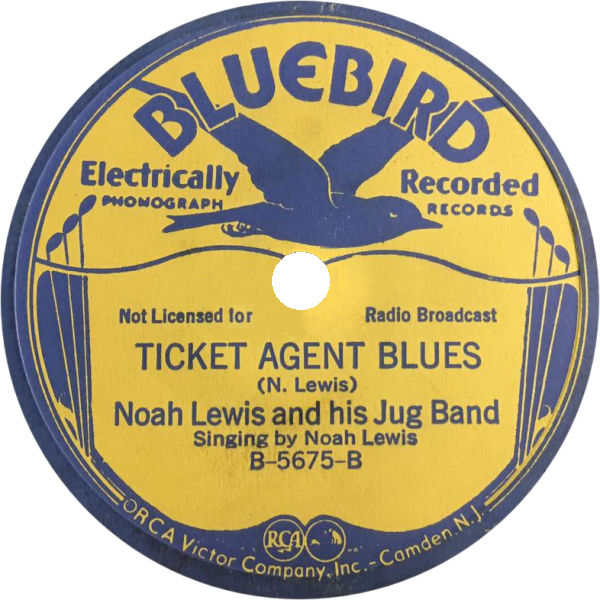 BLUEBIRD
Electrically Recorded
PHONOGRAPH RECORDS
Not Licensed for Radio Broadcast
TICKET AGENT BLUES
(N. Lewis)
Noah Lewis and his Jug Band
Singing by Noah Lewis
B-5675-B
RCA
RCA Victor Company, Inc.-Camden, N.J.